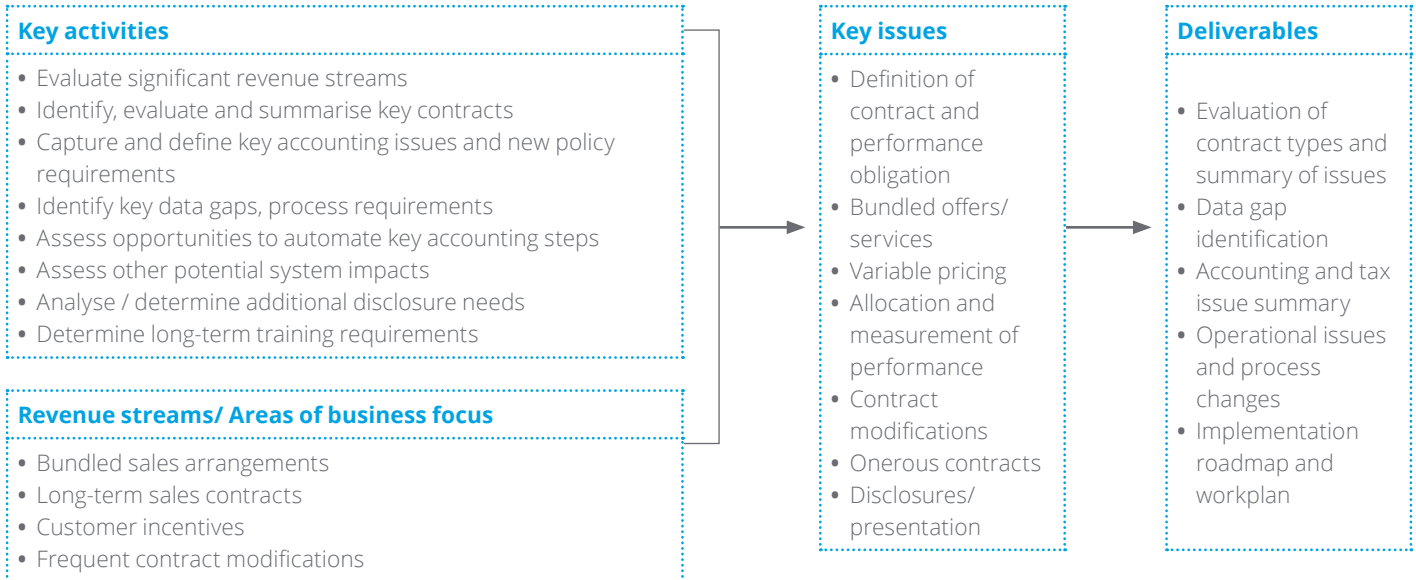 Key activities
• Evaluate significant revenue streams
• Identify, evaluate and summarise key contracts
• Capture and define key accounting issues and new policy
requirements
• Identify key data gaps, process requirements
• Assess opportunities to automate key accounting steps
• Assess other potential system impacts
• Analyse / determine additional disclosure needs
• Determine long-term training requirements
Revenue streams/ Areas of business focus
• Bundled sales arrangements
• Long-term sales contracts
• Customer incentives
• Frequent contract modifications
Key issues
• Definition of
contract and
performance
obligation
• Bundled offers/
services
• Variable pricing
• Allocation and
measurement of
performance
• Contract
modifications
• Onerous contracts
• Disclosures/
presentation
Deliverables
• Evaluation of
contract types and
summary of issues
• Data gap
identification
• Accounting and tax
issue summary
• Operational issues
and process
changes
• Implementation
roadmap and
workplan